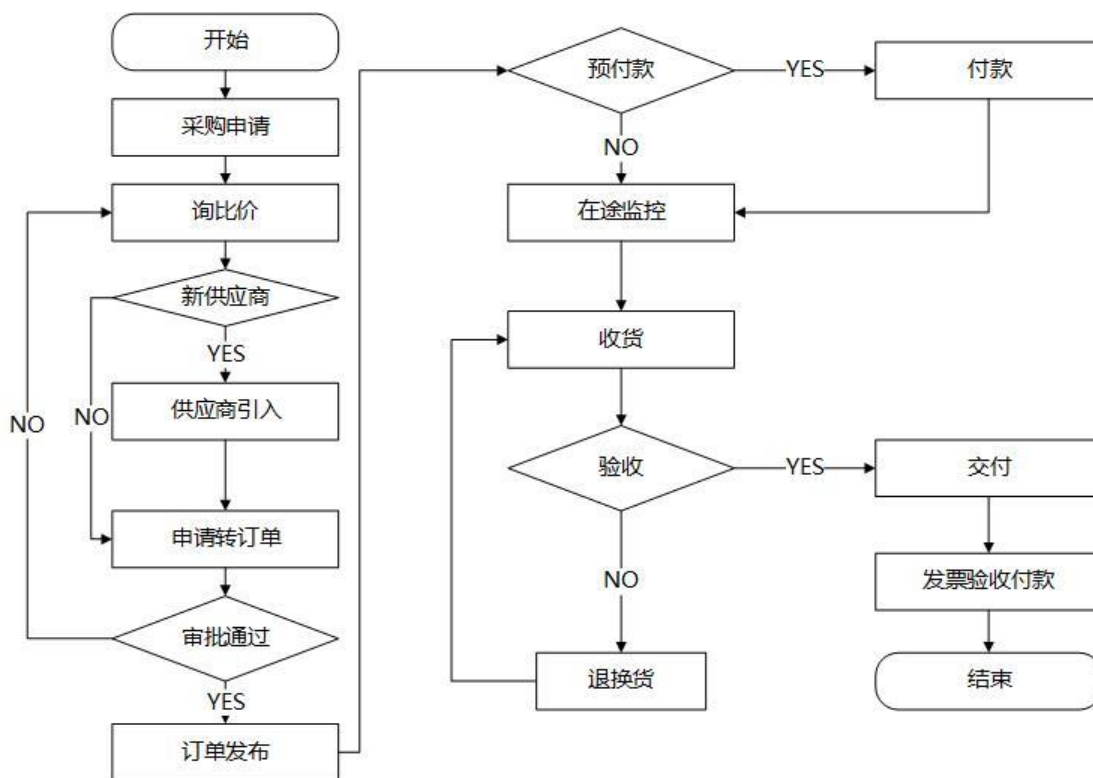 开始
采购申请
询比价
新供应商
YES
供应商引入
NO
NO
申请转订单
审批通过
YES
订单发布
预付款
YES
付款
NO
在途监控
收货
验收
YES
交付
NO
发票验收付款
退换货
结束